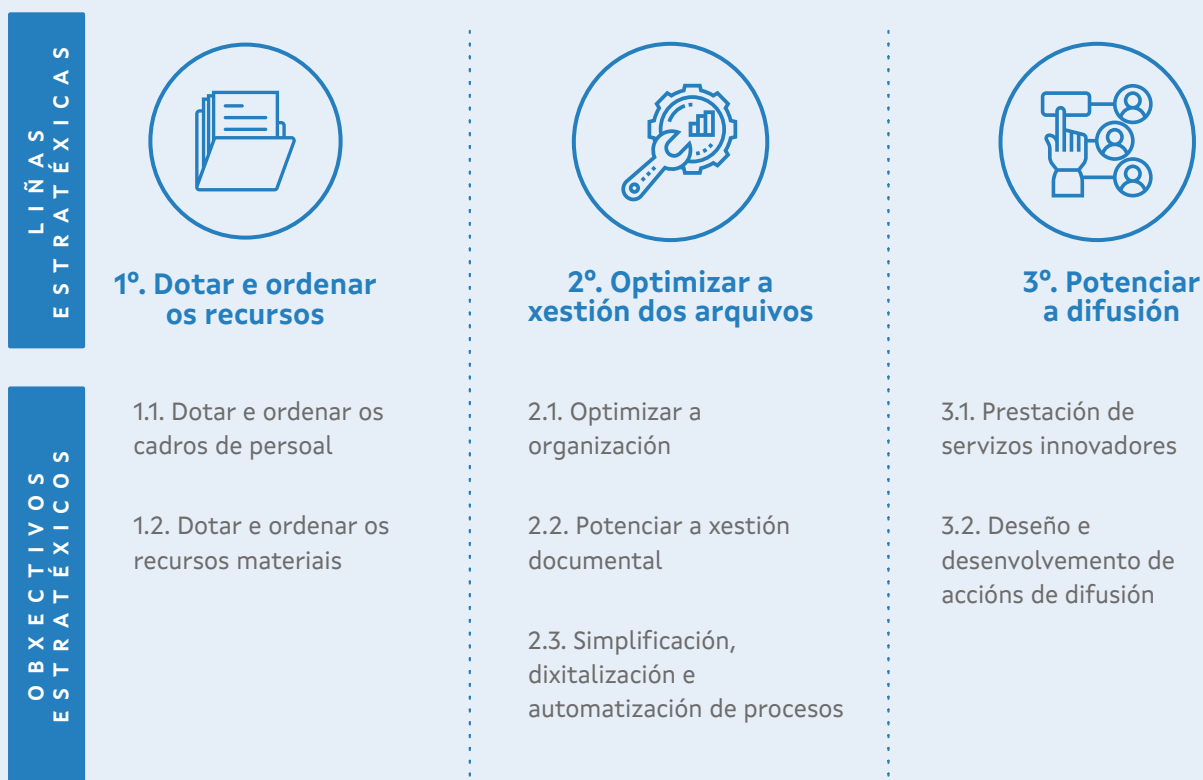 LIÑAS
ESTRATÉXICAS
1º. Dotar e ordenar
os recursos
2º. Optimizar a
xestión dos arquivos
3º. Potenciar
a difusión
OBXECTIVOS
ESTRATÉXICOS
1.1. Dotar e ordenar os
cadros de persoal
1.2. Dotar e ordenar os
recursos materiais
2.1. Optimizar a
organización
2.2. Potenciar a xestión
documental
2.3. Simplificación,
dixitalización e
automatización de procesos
3.1. Prestación de
servizos innovadores
3.2. Deseño e
desenvolvemento de
accións de difusión